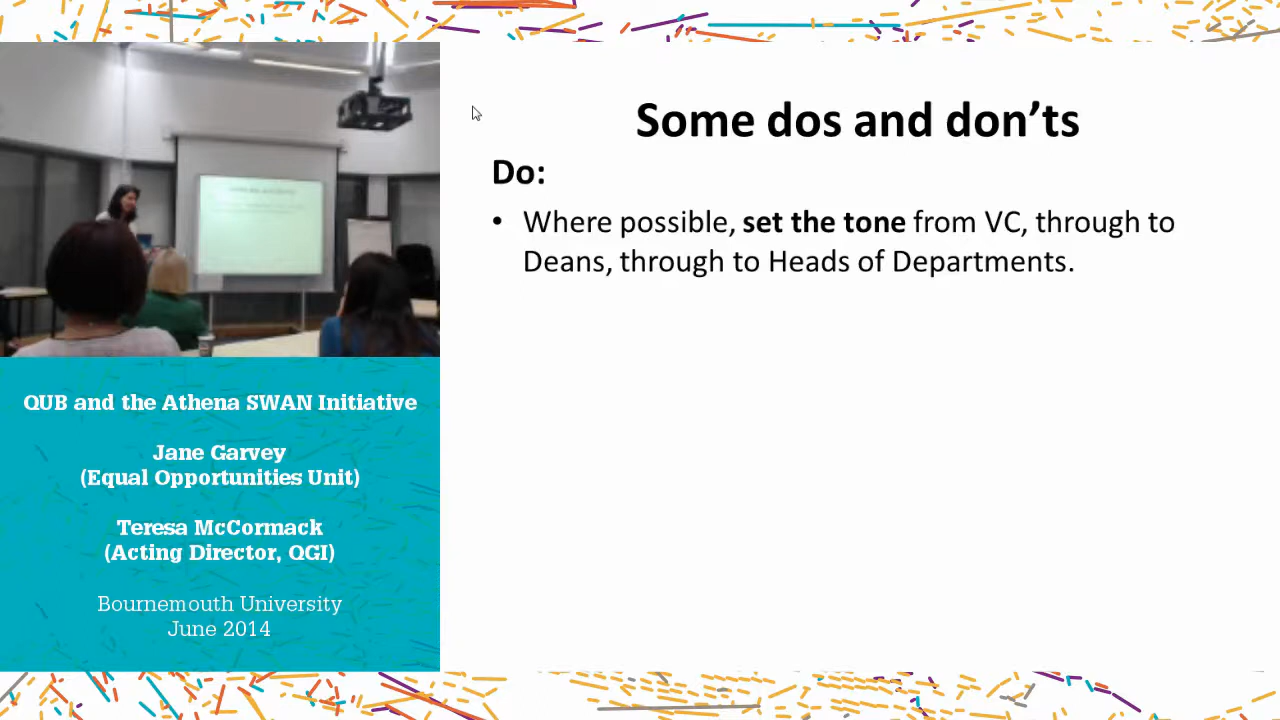 Some dos and don'ts
Do:
• Where possible, set the tone from VC, through to
Deans, through to Heads of Departments.
QUB and the Athena SWAN Initiative
Jane Garvey
(Equal Opportunities Unit)
Teresa McCormack
(Acting Director, QGI)
Bournemouth University
June 2014